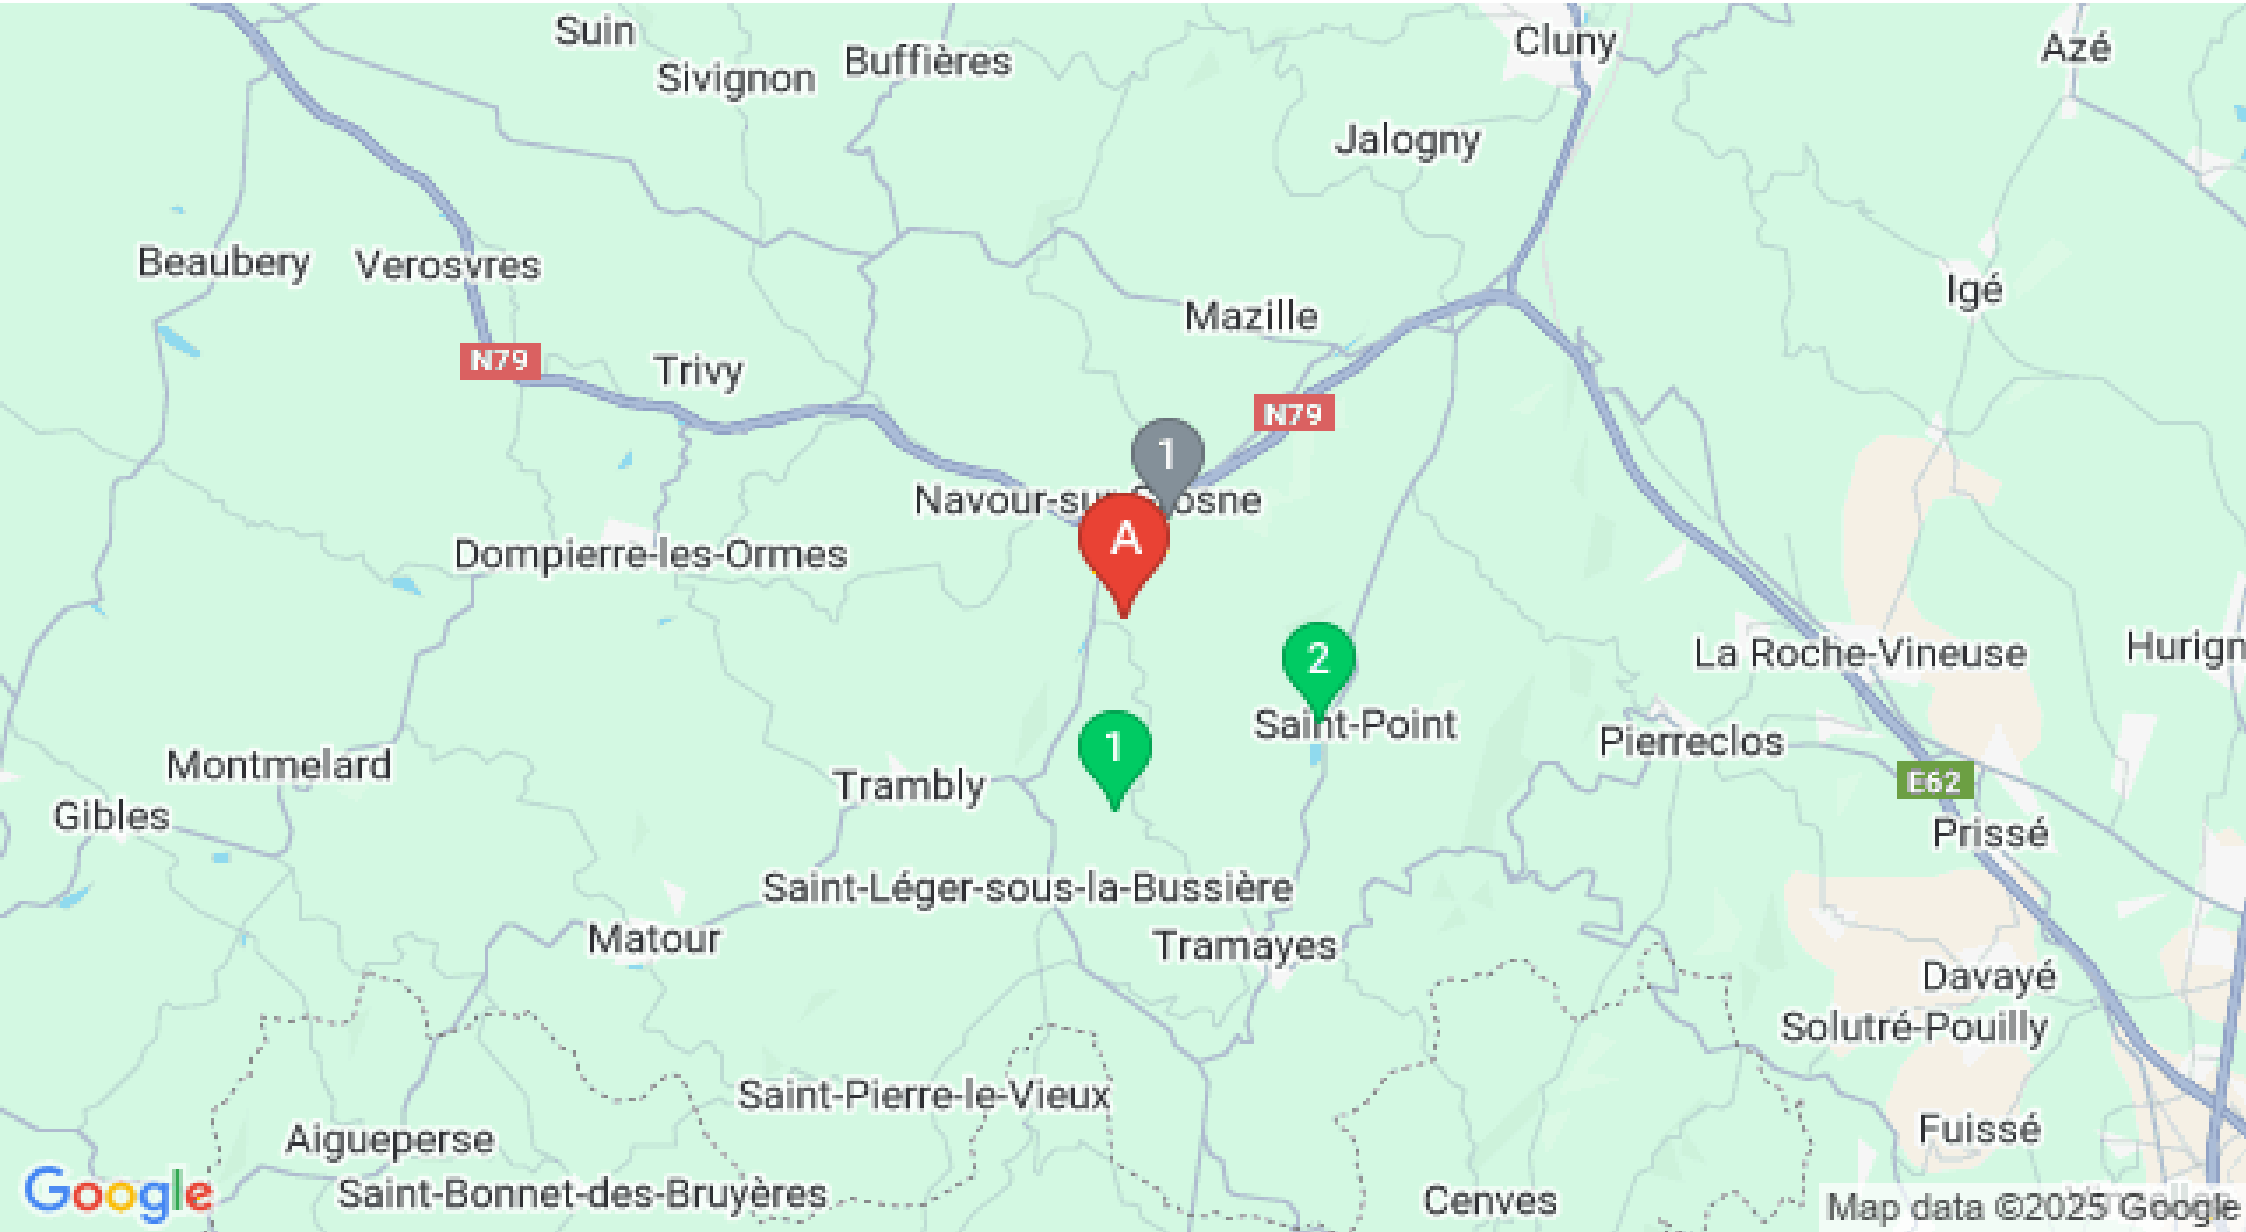 Suin
Cluny
Azé
Buffières
Sivignon
Jalogny
Beaubery
Verosvres
Igé
Mazille
N79
Trivy
N79
1
Navour-sur-Grosne
A
Dompierre-les-Ormes
Hurign
La Roche-Vineuse
2
Saint-Point
Pierreclos
1
Montmelard
Trambly
E62
Gibles
Prissé
Saint-Léger-sous-la-Bussière
Matour
Tramayes
Davayé
Solutré-Pouilly
Saint-Pierre-le-Vieux
Fuissé
Aigueperse
Google
Saint-Bonnet-des-Bruyères
Cenves
Map data ©2025 Google